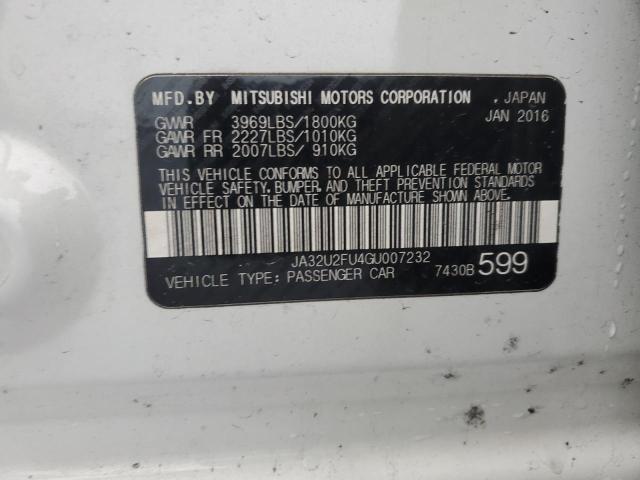 MFD.BY MITSUBISHI MOTORS CORPORATION , JAPAN
GVWR 3969LBS/1800KG JAN 2016
GAWR FR 2227LBS/1010KG
GAWR RR 2007LBS/ 910KG
THIS VEHICLE CONFORMS TO ALL APPLICABLE FEDERAL MOTOR
VEHICLE SAFETY, BUMPER, AND THEFT PREVENTION STANDARDS
IN EFFECT ON THE DATE OF MANUFACTURE SHOWN ABOVE.
JA32U2FU4GU007232
VEHICLE TYPE: PASSENGER CAR 7430B 599